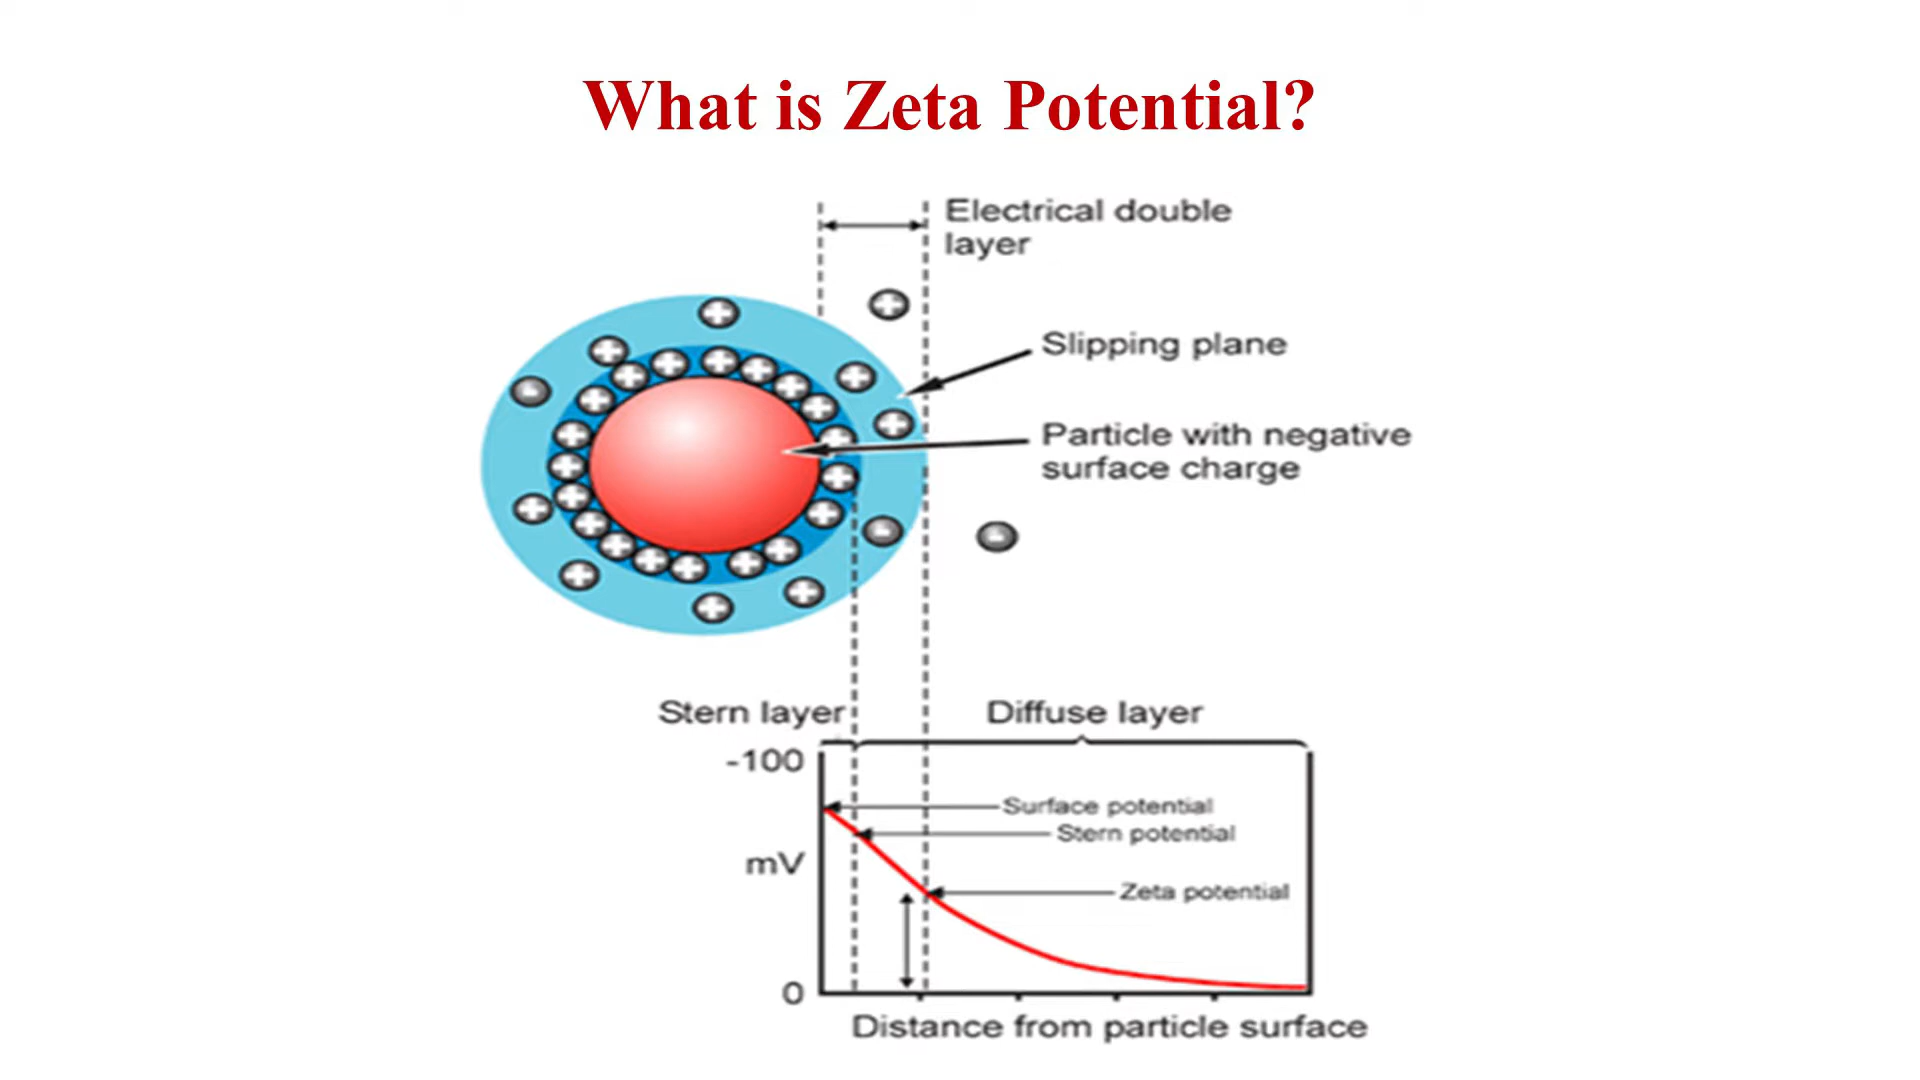 What is Zeta Potential?
Electrical double
layer
Slipping plane
Particle with negative
surface charge
Stern layer
Diffuse layer
-100
Surface potential
Stern potential
mV
Zeta potential
0
Distance from particle surface